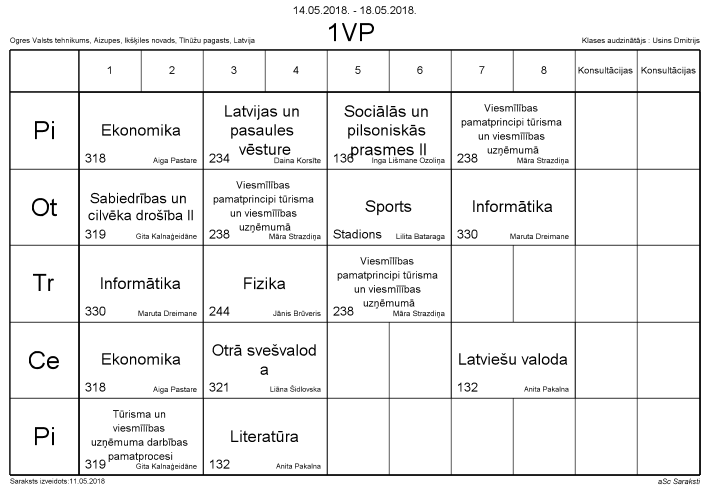 14.05.2018. - 18.05.2018.
1VP
Ogres Valsts tehnikums, Aizupes, Ikšķiles novads, Tīnūžu pagasts, Latvija
Klases audzinātājs : Usins Dmitrijs
1 2 3 4 5 6 7 8 Konsultācijas Konsultācijas
Pi
Ekonomika
318 Aiga Pastare
Latvijas un
pasaules
vēsture
234 Daina Korsīte
Sociālās un
pilsoniskās
prasmes II
136 Inga Lišmane Ozoliņa
Viesmīlības
pamatprincipi tūrisma
un viesmīlības
uzņēmumā
238 Māra Strazdiņa
Ot
Sabiedrības un
cilvēka drošība II
319 Gita Kalnaģeidāne
Viesmīlības
pamatprincipi tūrisma
un viesmīlības
uzņēmumā
238 Māra Strazdiņa
Sports
Stadions Lilita Bataraga
Informātika
330 Maruta Dreimane
Tr
Informātika
330 Maruta Dreimane
Fizika
244 Jānis Brūveris
Viesmīlības
pamatprincipi tūrisma
un viesmīlības
uzņēmumā
238 Māra Strazdiņa
Ce
Ekonomika
318 Aiga Pastare
Otrā svešvalod
a
321 Liāna Šidlovska
Latviešu valoda
132 Anita Pakalna
Pi
Tūrisma un
viesmīlības
uzņēmuma darbības
pamatprocesi
319 Gita Kalnaģeidāne
Literatūra
132 Anita Pakalna
Saraksts izveidots:11.05.2018
aSc Saraksti